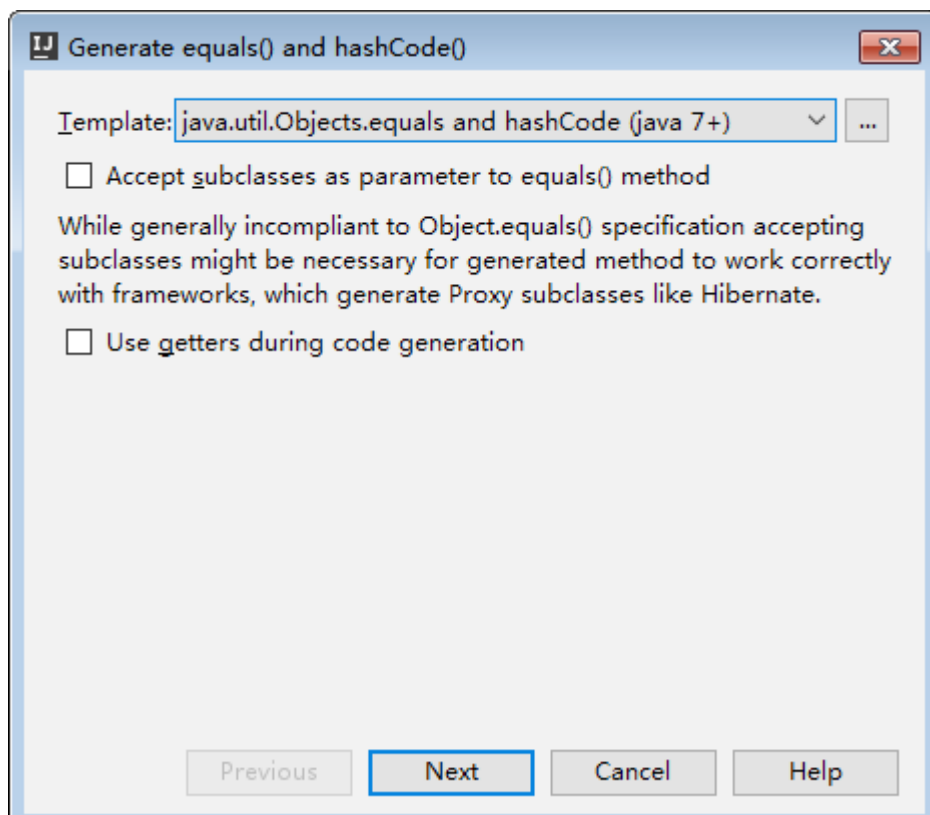 IJ Generate equals() and hashCode()
Template: java.util.Objects.equals and hashCode (java 7+) ...
Accept subclasses as parameter to equals() method
While generally incompliant to Object.equals() specification accepting
subclasses might be necessary for generated method to work correctly
with frameworks, which generate Proxy subclasses like Hibernate.
Use getters during code generation
Previous Next Cancel Help